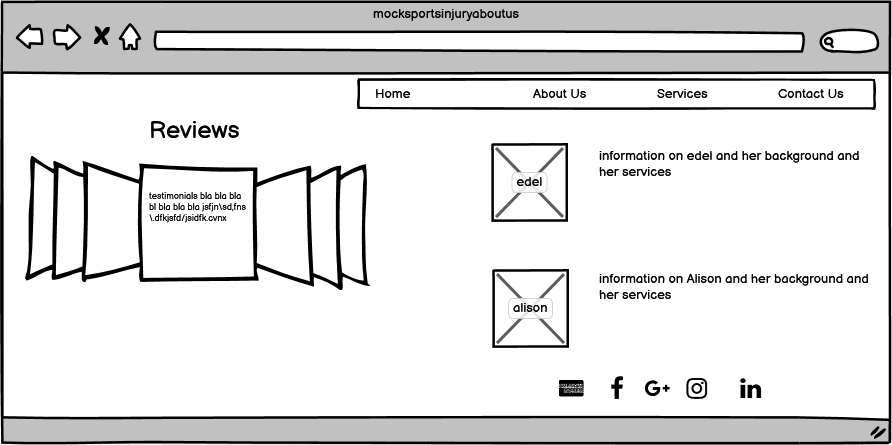 mocksportsinjuryaboutus
Home About Us Services Contact Us
Reviews
testimonials bla bla bla
bl bla bla bla jsfjn\sd,fns
\.dfkjsfd/jsidfk.cvnx
edel
information on edel and her background and
her services
alison
information on Alison and her background and
her services
f G+ in